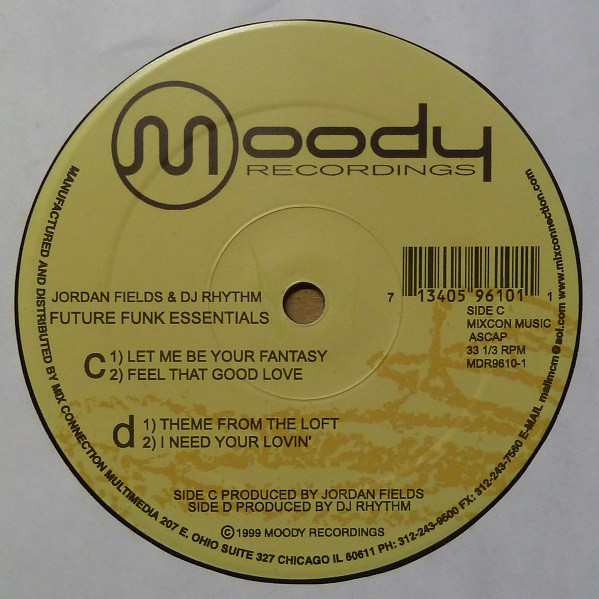 Moody
RECORDINGS
7 13405 96101 1
JORDAN FIELDS & DJ RHYTHM
FUTURE FUNK ESSENTIALS
SIDE C
MIXCON MUSIC
ASCAP
33 1/3 RPM
MDR9610-1
C 1) LET ME BE YOUR FANTASY
2) FEEL THAT GOOD LOVE
d 1) THEME FROM THE LOFT
2) I NEED YOUR LOVIN'
SIDE C PRODUCED BY JORDAN FIELDS
SIDE D PRODUCED BY DJ RHYTHM
©1999 MOODY RECORDINGS
MANUFACTURED AND DISTRIBUTED BY MIX CONNECTION MULTIMEDIA 207 E. OHIO SUITE 327 CHICAGO IL 60611 PH: 312-243-9500 FX: 312-243-7560 E-MAIL mailmcm@aol.com www.mixconnection.com